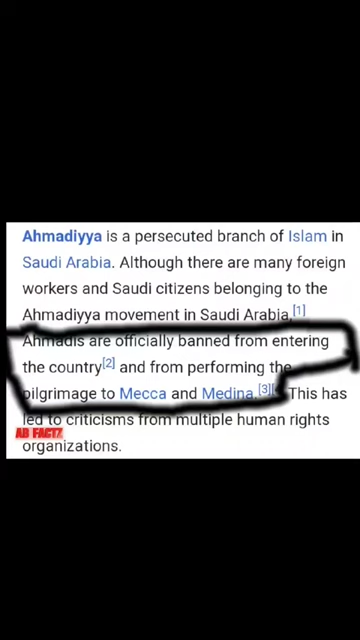 Ahmadiyya is a persecuted branch of Islam in
Saudi Arabia. Although there are many foreign
workers and Saudi citizens belonging to the
Ahmadiyya movement in Saudi Arabia,[1]
Ahmadis are officially banned from entering
the country[2] and from performing the
pilgrimage to Mecca and Medina.[3][ This has
led to criticisms from multiple human rights
AB FACTZ
organizations.